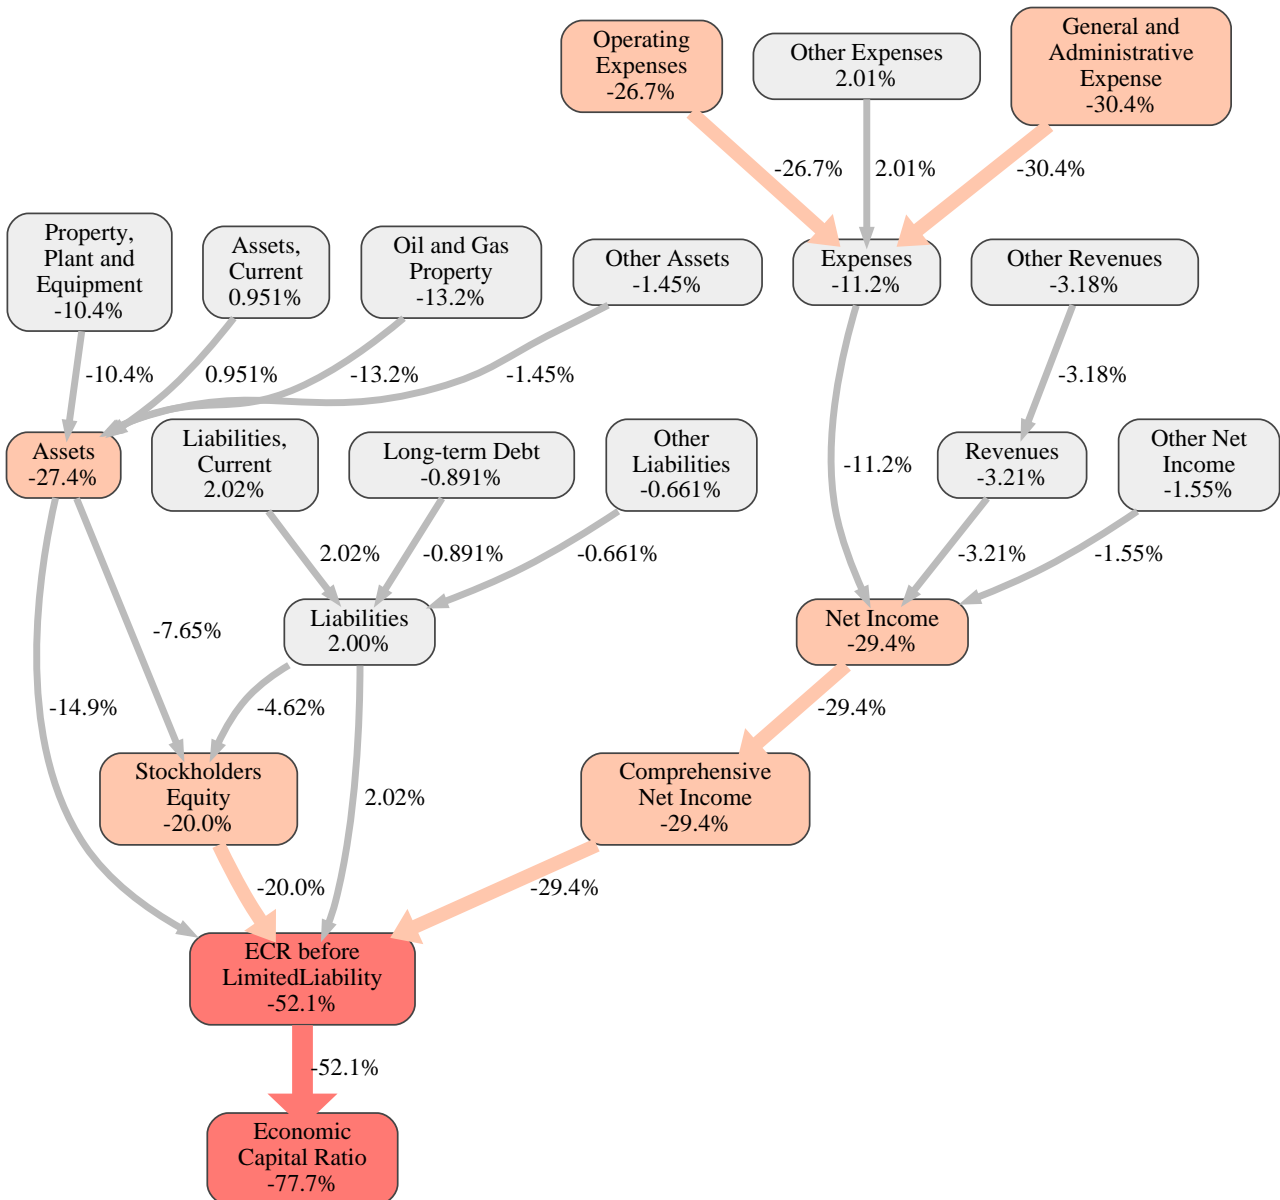 Operating
Expenses
-26.7%
Other Expenses
2.01%
General and
Administrative
Expense
-30.4%
-26.7%
2.01%
-30.4%
Property,
Plant and
Equipment
-10.4%
Assets,
Current
0.951%
Oil and Gas
Property
-13.2%
Other Assets
-1.45%
Expenses
-11.2%
Other Revenues
-3.18%
-10.4%
0.951%
-13.2%
-1.45%
-3.18%
Assets
-27.4%
Liabilities,
Current
2.02%
Long-term Debt
-0.891%
Other
Liabilities
-0.661%
-11.2%
Revenues
-3.21%
Other Net
Income
-1.55%
2.02%
-0.891%
-0.661%
-3.21%
-1.55%
-7.65%
Liabilities
2.00%
Net Income
-29.4%
-14.9%
-4.62%
-29.4%
Stockholders
Equity
-20.0%
2.02%
Comprehensive
Net Income
-29.4%
-20.0%
-29.4%
ECR before
LimitedLiability
-52.1%
-52.1%
Economic
Capital Ratio
-77.7%